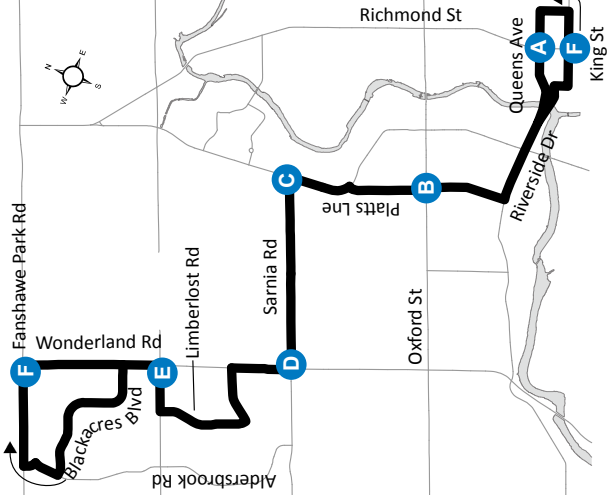 Richmond St
Queens Ave
A
F
King St
N
E
W
S
C
Platts Lne
B
Riverside Dr
Fanshawe Park Rd
Sarnia Rd
Limberlost Rd
Oxford St
Wonderland Rd
F
E
D
Blackacres Blvd
Aldersbrook Rd